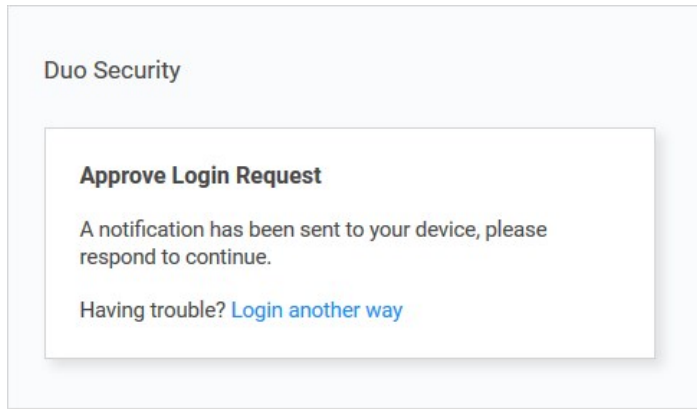 Duo Security
Approve Login Request
A notification has been sent to your device, please
respond to continue.
Having trouble? Login another way